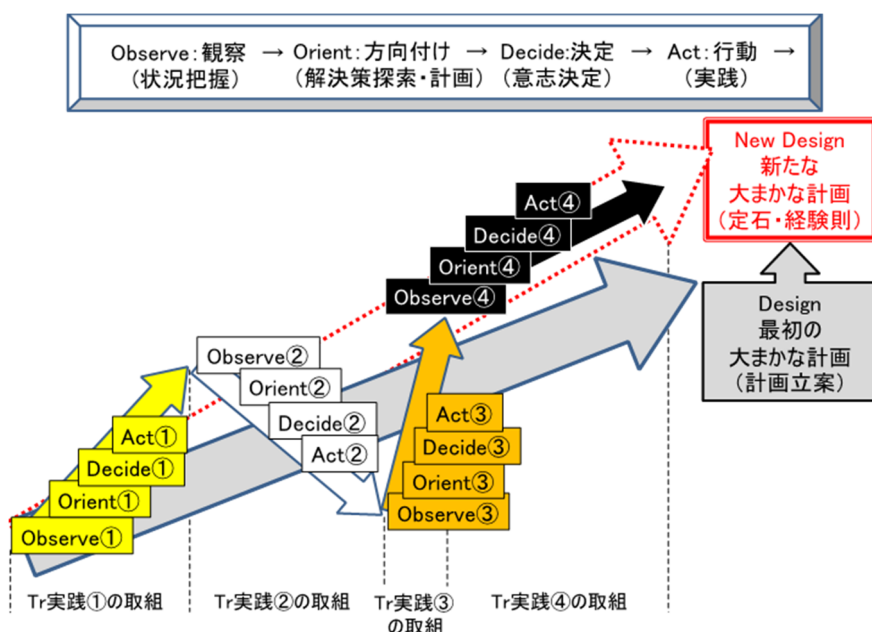 Observe：観察 → Orient：方向付け → Decide:決定 → Act：行動 →
（状況把握） （解決策探索・計画） （意志決定） （実践）
New Design
新たな
大まかな計画
（定石・経験則）
Design
最初の
大まかな計画
（計画立案）
Act④
Decide④
Orient④
Observe④
Observe②
Orient②
Decide②
Act②
Act①
Decide①
Orient①
Observe①
Act③
Decide③
Orient③
Observe③
Tr実践①の取組
Tr実践②の取組
Tr実践③
の取組
Tr実践④の取組